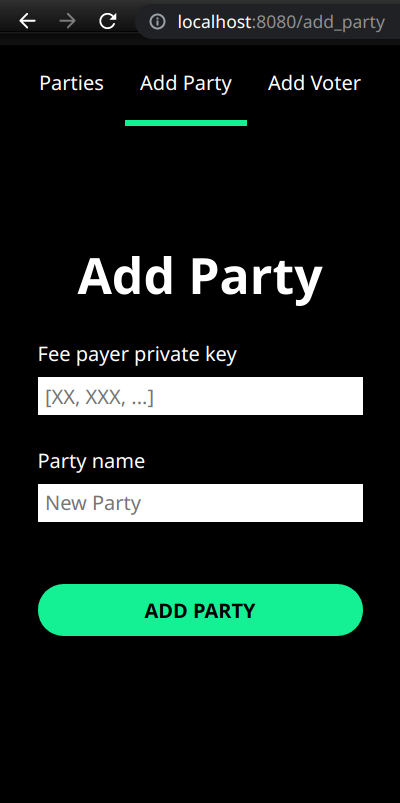 localhost:8080/add_party
Parties Add Party Add Voter
Add Party
Fee payer private key
[XX, XXX, ...]
Party name
New Party
ADD PARTY